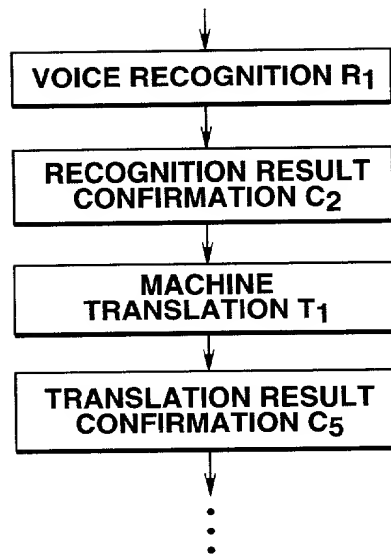 VOICE RECOGNITION R1
RECOGNITION RESULT
CONFIRMATION C2
MACHINE
TRANSLATION T1
TRANSLATION RESULT
CONFIRMATION C5